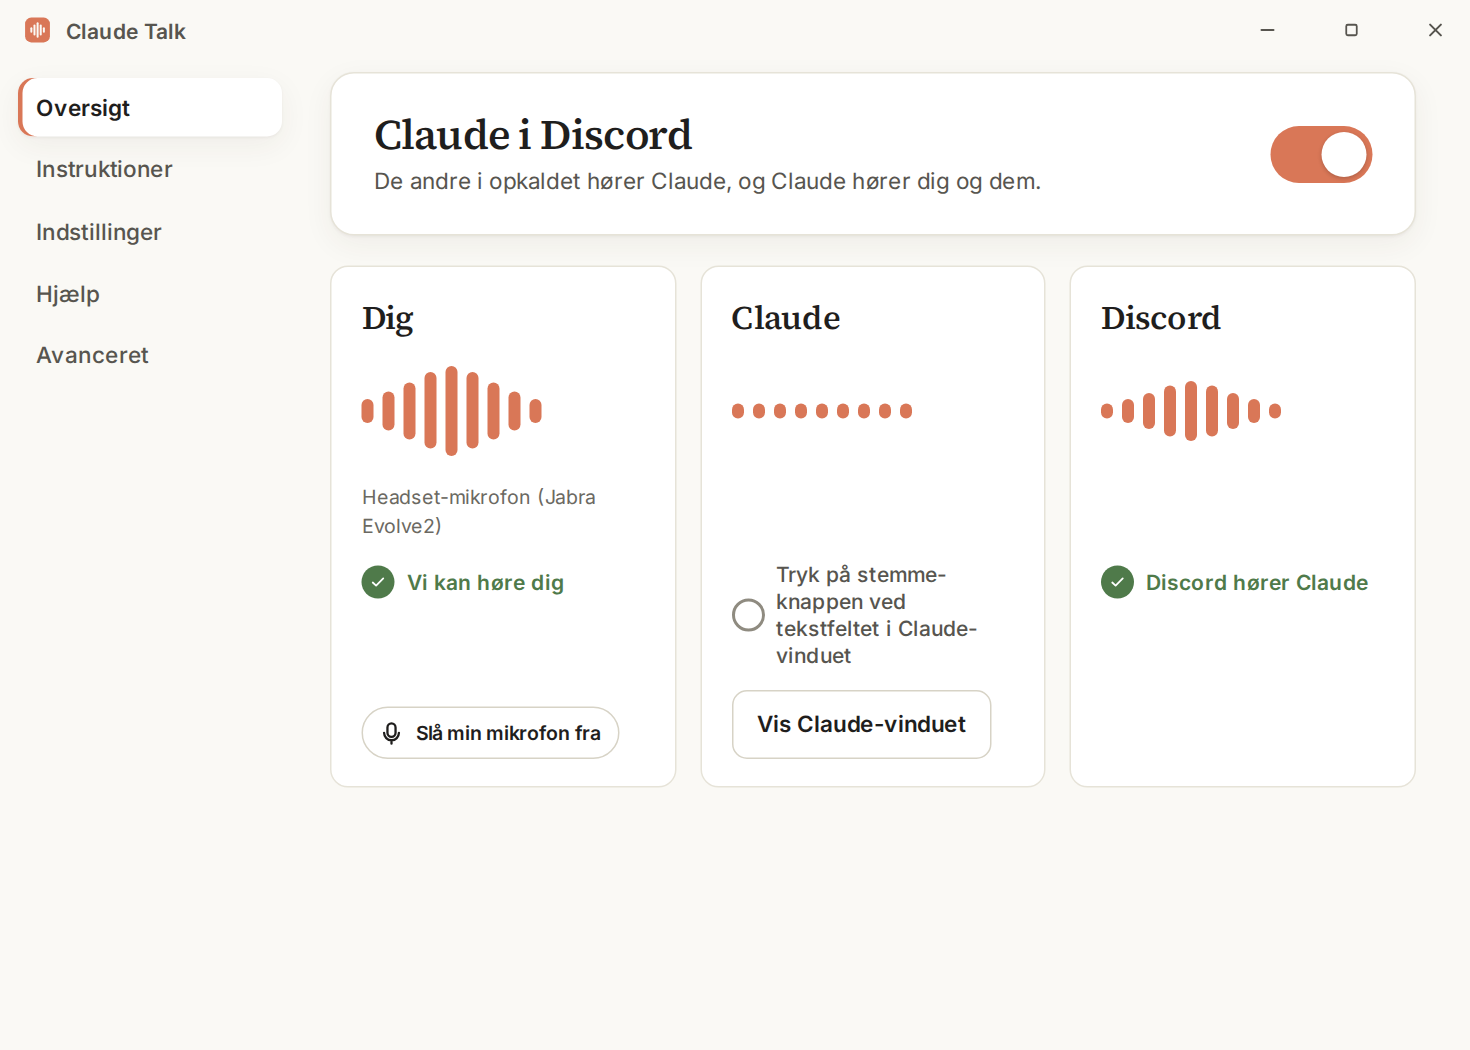 Claude Talk
Oversigt
Instruktioner
Indstillinger
Hjælp
Avanceret
Claude i Discord
De andre i opkaldet hører Claude, og Claude hører dig og dem.
Dig
Headset-mikrofon (Jabra
Evolve2)
Vi kan høre dig
Slå min mikrofon fra
Claude
Tryk på stemme-
knappen ved
tekstfeltet i Claude-
vinduet
Vis Claude-vinduet
Discord
Discord hører Claude